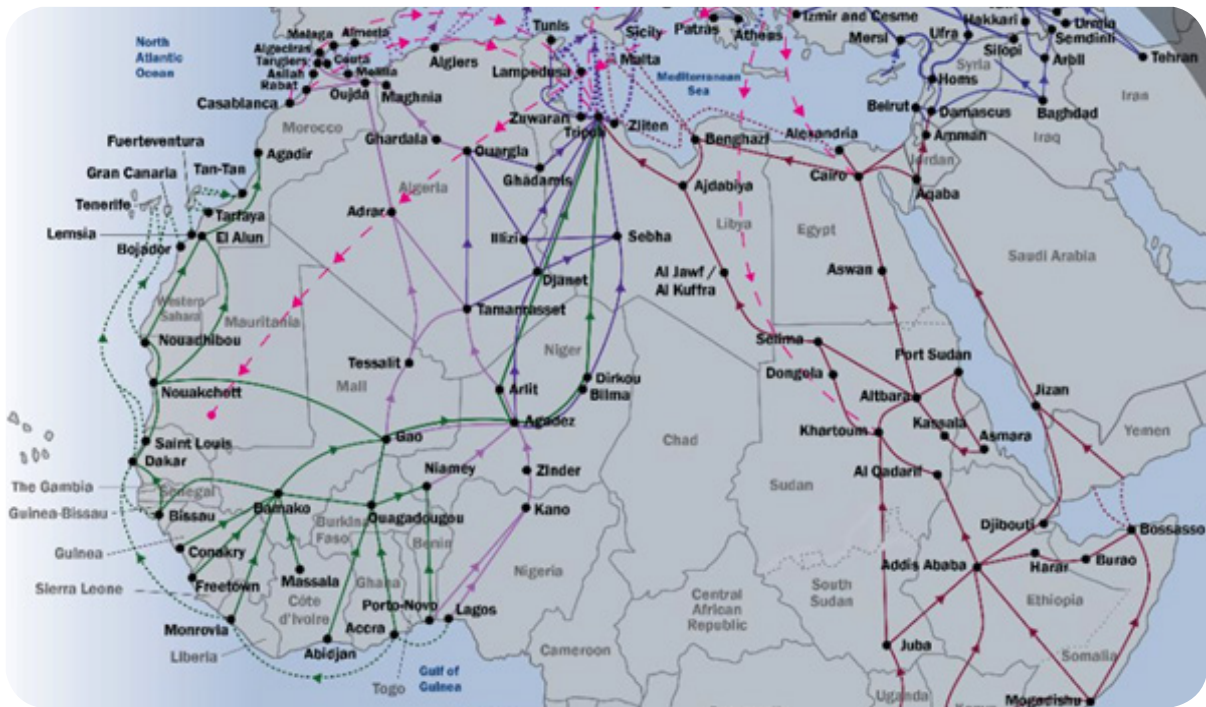 Tunis
Sicily
Patras
Athens
Izmir and Cesme
Hakkari
Urmia
Malaga
Almeria
North
Atlantic
Ocean
Algeciras
Tangiers
Ceuta
Algiers
Malta
Mersi
Ufra
Silopi
Semdinli
Asilah
Melilla
Lampedusa
Mediterranean
Sea
Syria
Arbil
Tehran
Rabat
Oujda
Maghnia
Homs
Iran
Casablanca
Zuwaran
Tripoli
Zliten
Beirut
Damascus
Baghdad
Morocco
Ghardala
Benghazi
Alexandria
Amman
Iraq
Fuerteventura
Agadir
Ouargla
Jordan
Gran Canaria
Tan-Tan
Algeria
Ghadamis
Ajdabiya
Cairo
Aqaba
Tenerife
Tarfaya
Adrar
Libya
Egypt
Lemsia
El Alun
Illizi
Sebha
Saudi Arabia
Bojador
Djanet
Al Jawf /
Al Kuffra
Aswan
Western
Sahara
Mauritania
Tamanrasset
Nouadhibou
Niger
Selima
Port Sudan
Tessalit
Mali
Dirkou
Bilma
Dongola
Nouakchott
Arlit
Altbara
Jizan
Agadez
Khartoum
Kassala
Asmara
Yemen
Saint Louis
Gao
Chad
Dakar
Niamey
Zinder
Al Qadarif
The Gambia
Senegal
Sudan
Guinea-Bissau
Bissau
Bamako
Burkina
Faso
Ouagadougou
Kano
Djibouti
Bossasso
Guinea
Conakry
Benin
Addis Ababa
Harar
Burao
Sierra Leone
Freetown
Massala
Ghana
Nigeria
South
Sudan
Ethiopia
Côte
d'Ivoire
Porto-Novo
Lagos
Central
African
Republic
Monrovia
Accra
Liberia
Abidjan
Cameroon
Juba
Somalia
Togo
Gulf of
Guinea
Uganda
Kenya
Mogadishu